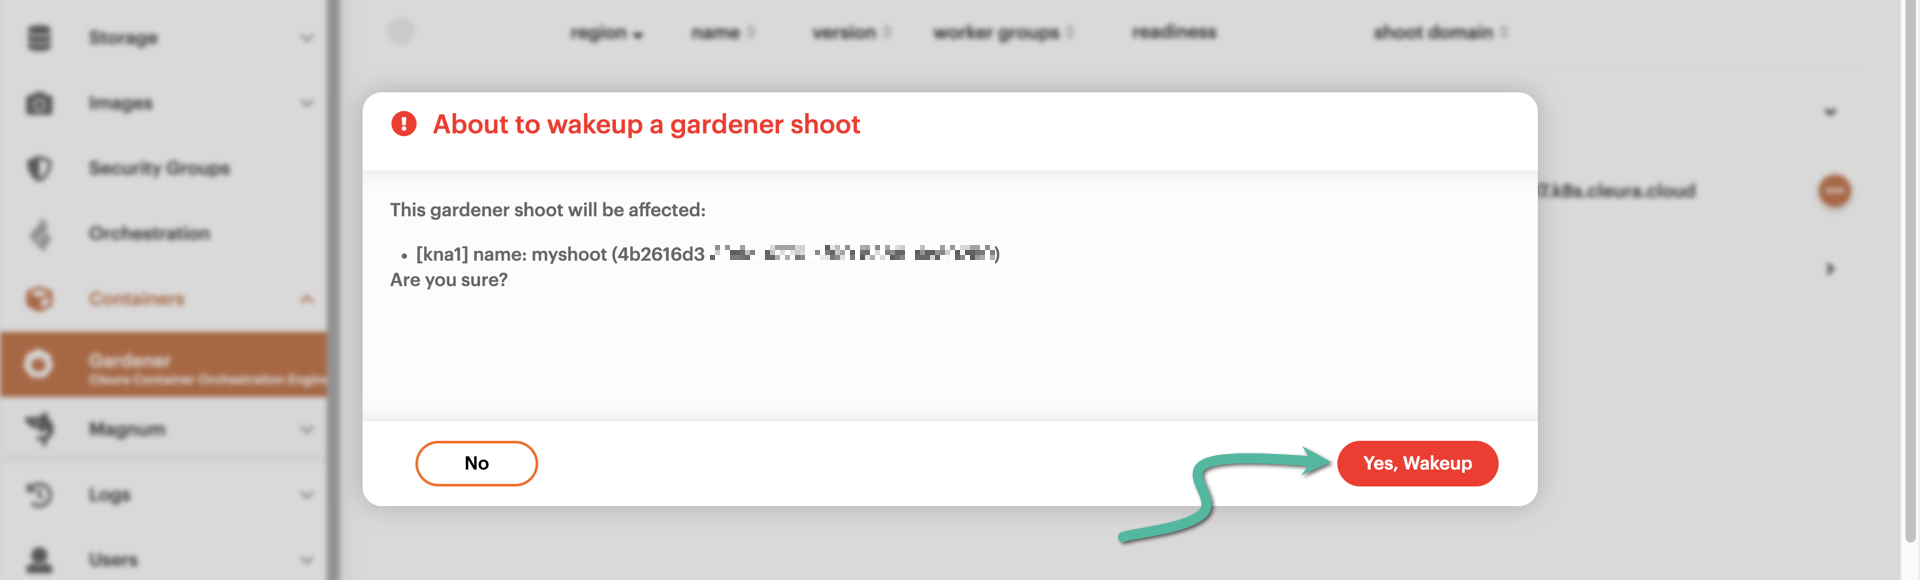 Storage
Images
Security Groups
Orchestration
Containers
Gardener
Cleura Container Orchestration Engine
Magnum
Logs
Users
region name version worker groups readiness shoot domain
About to wakeup a gardener shoot
This gardener shoot will be affected:
• [kna1] name: myshoot (4b2616d3 )
Are you sure?
No
Yes, Wakeup
.k8s.cleura.cloud